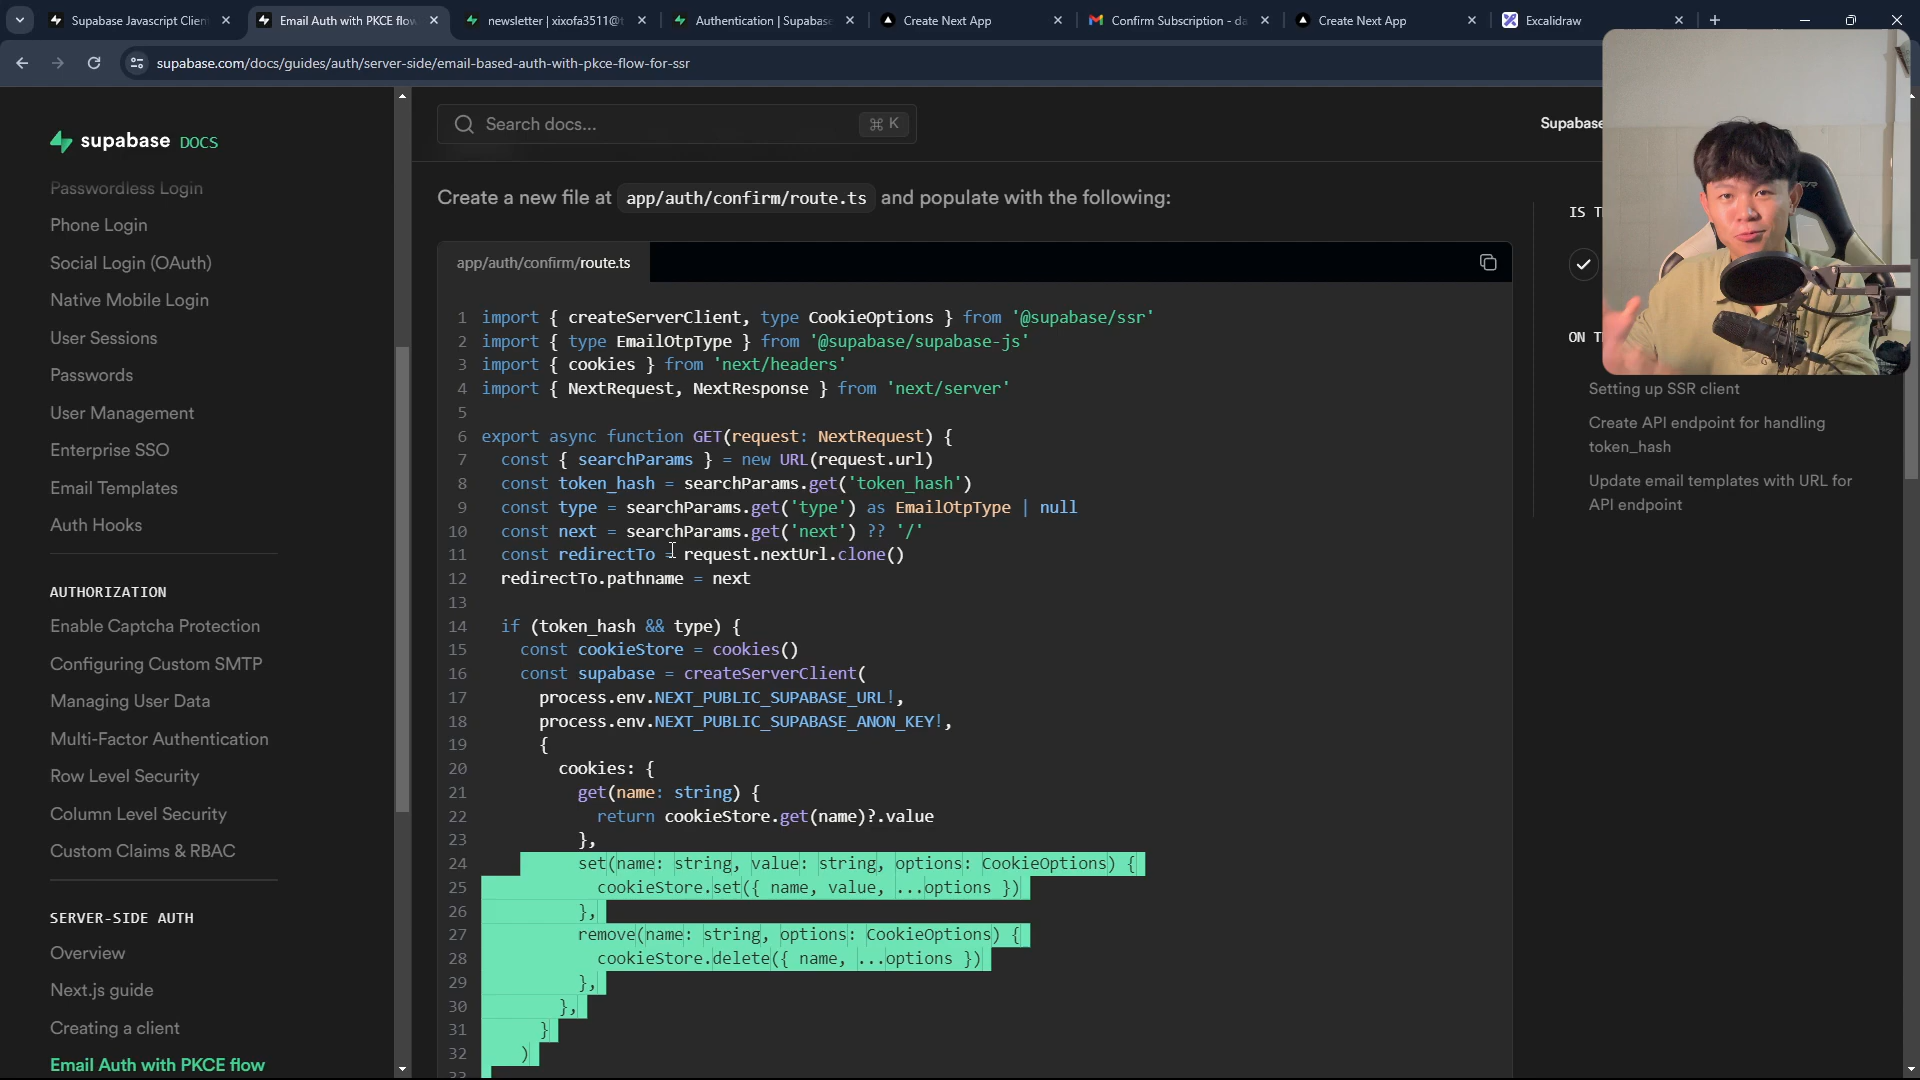 Supabase Javascript Clien
Email Auth with PKCE flow
newsletter | xixofa3511@t
Authentication | Supabase
Create Next App
Confirm Subscription - da
Create Next App
Excalidraw
supabase.com/docs/guides/auth/server-side/email-based-auth-with-pkce-flow-for-ssr
supabase DOCS
Search docs...
⌘ K
Supabase
Passwordless Login
Phone Login
Social Login (OAuth)
Native Mobile Login
User Sessions
Passwords
User Management
Enterprise SSO
Email Templates
Auth Hooks
AUTHORIZATION
Enable Captcha Protection
Configuring Custom SMTP
Managing User Data
Multi-Factor Authentication
Row Level Security
Column Level Security
Custom Claims & RBAC
SERVER-SIDE AUTH
Overview
Next.js guide
Creating a client
Email Auth with PKCE flow
Create a new file at app/auth/confirm/route.ts and populate with the following:
app/auth/confirm/route.ts
1 import { createServerClient, type CookieOptions } from '@supabase/ssr'
2 import { type EmailOtpType } from '@supabase/supabase-js'
3 import { cookies } from 'next/headers'
4 import { NextRequest, NextResponse } from 'next/server'
5
6 export async function GET(request: NextRequest) {
7 const { searchParams } = new URL(request.url)
8 const token_hash = searchParams.get('token_hash')
9 const type = searchParams.get('type') as EmailOtpType | null
10 const next = searchParams.get('next') ?? '/'
11 const redirectTo = request.nextUrl.clone()
12 redirectTo.pathname = next
13
14 if (token_hash && type) {
15 const cookieStore = cookies()
16 const supabase = createServerClient(
17 process.env.NEXT_PUBLIC_SUPABASE_URL!,
18 process.env.NEXT_PUBLIC_SUPABASE_ANON_KEY!,
19 {
20 cookies: {
21 get(name: string) {
22 return cookieStore.get(name)?.value
23 },
24 set(name: string, value: string, options: CookieOptions) {
25 cookieStore.set({ name, value, ...options })
26 },
27 remove(name: string, options: CookieOptions) {
28 cookieStore.delete({ name, ...options })
29 },
30 },
31 }
32 )
33
IS T
ON T
Setting up SSR client
Create API endpoint for handling
token_hash
Update email templates with URL for
API endpoint